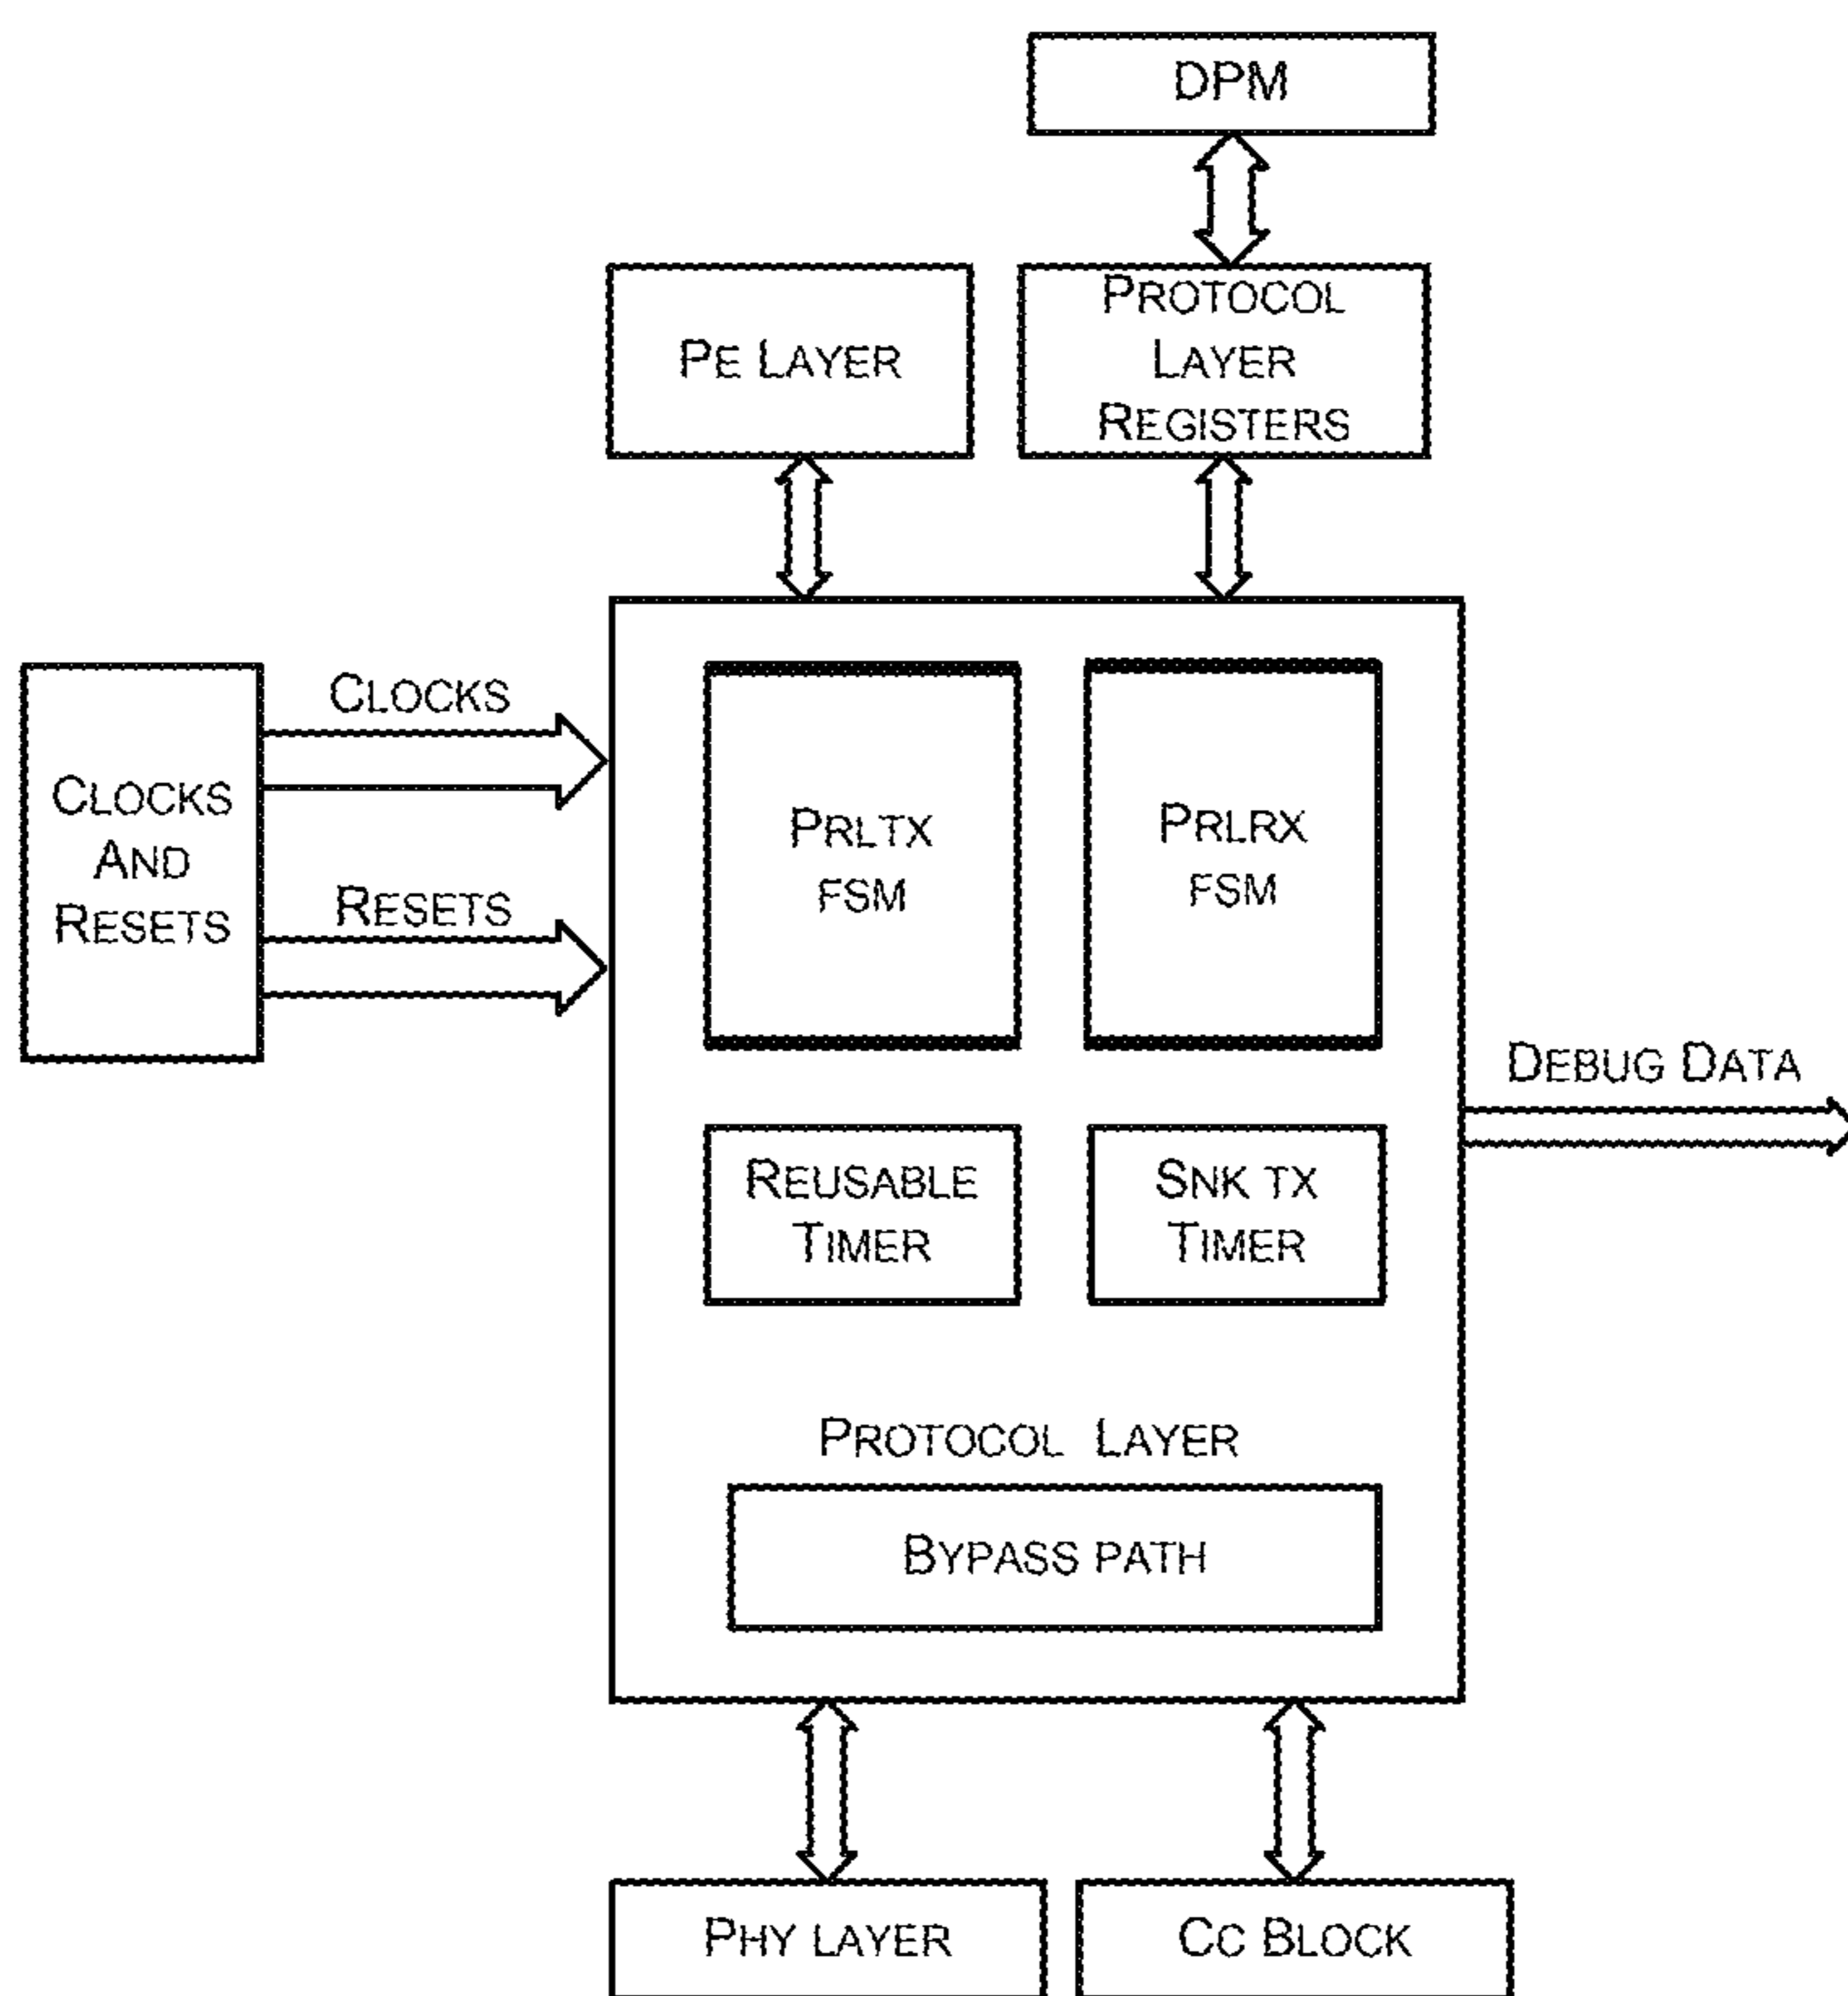 DPM
PE LAYER
PROTOCOL
LAYER
REGISTERS
CLOCKS
AND
RESETS
CLOCKS
RESETS
PRLTX
FSM
PRLRX
FSM
DEBUG DATA
REUSABLE
TIMER
SNK TX
TIMER
PROTOCOL LAYER
BYPASS PATH
PHY LAYER
CC BLOCK